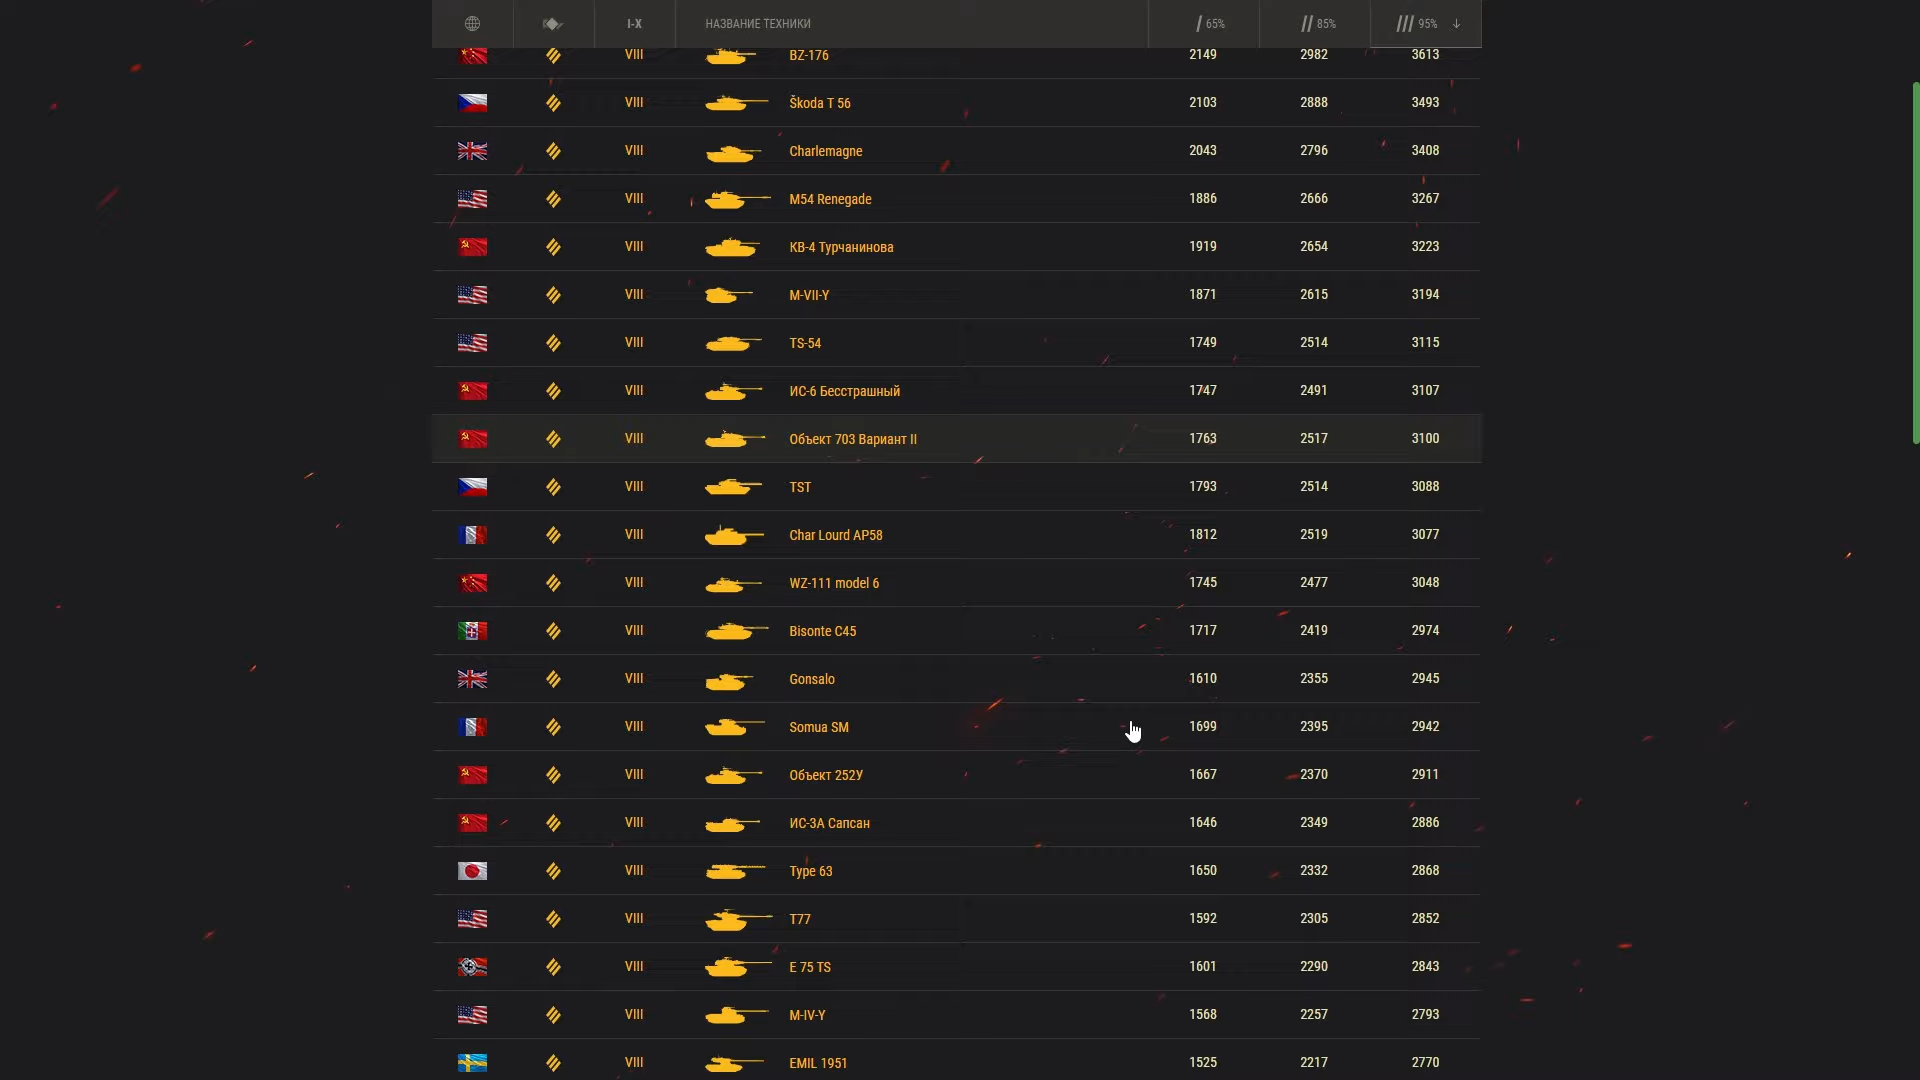 I-X НАЗВАНИЕ ТЕХНИКИ 65% 85% 95%
VIII BZ-176 2149 2982 3613
VIII Škoda T 56 2103 2888 3493
VIII Charlemagne 2043 2796 3408
VIII M54 Renegade 1886 2666 3267
VIII КВ-4 Турчанинова 1919 2654 3223
VIII M-VII-Y 1871 2615 3194
VIII TS-54 1749 2514 3115
VIII ИС-6 Бесстрашный 1747 2491 3107
VIII Объект 703 Вариант II 1763 2517 3100
VIII TST 1793 2514 3088
VIII Char Lourd AP58 1812 2519 3077
VIII WZ-111 model 6 1745 2477 3048
VIII Bisonte C45 1717 2419 2974
VIII Gonsalo 1610 2355 2945
VIII Somua SM 1699 2395 2942
VIII Объект 252У 1667 2370 2911
VIII ИС-3А Сапсан 1646 2349 2886
VIII Type 63 1650 2332 2868
VIII T77 1592 2305 2852
VIII E 75 TS 1601 2290 2843
VIII M-IV-Y 1568 2257 2793
VIII EMIL 1951 1525 2217 2770